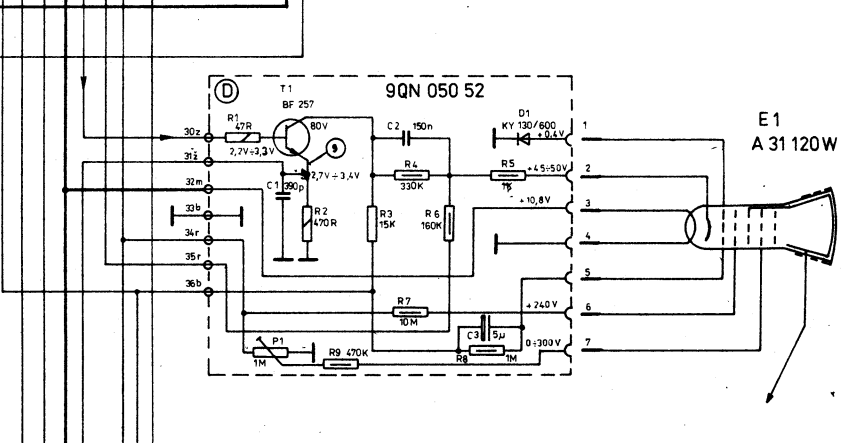 D
9QN 050 52
T1
BF 257
80V
R1
47R
2,2V÷3,3V
9
2,7V÷3,4V
C1
390p
R2
470R
C2
150n
R4
330K
R3
15K
R6
160K
R5
1K
D1
KY 130/600
+0,4V
+45÷50V
+10,8V
+240V
0÷300V
R7
10M
C3
5μ
R8
1M
P1
1M
R9 470K
30z
31ž
32m
33b
34r
35r
36b
1
2
3
4
5
6
7
E1
A 31 120W